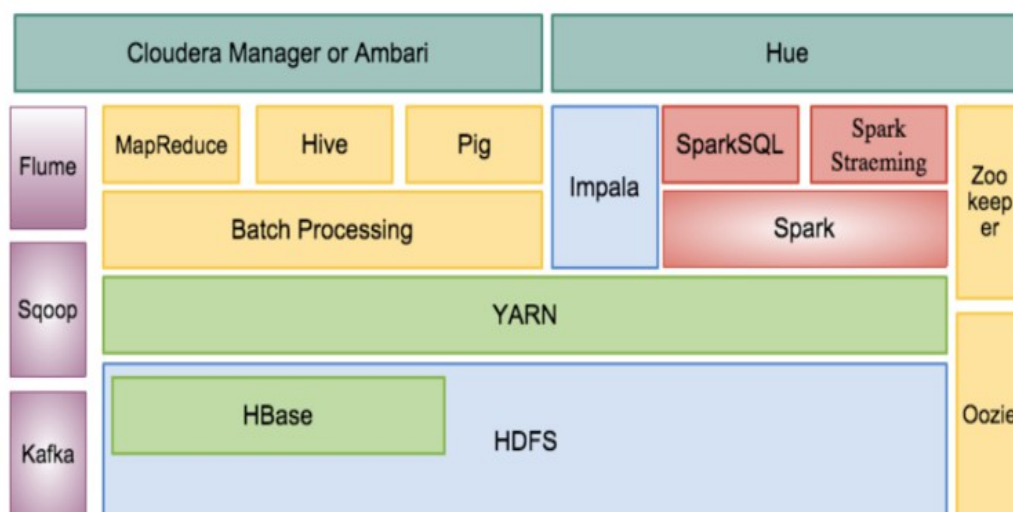 Cloudera Manager or Ambari
Hue
Flume
MapReduce
Hive
Pig
Impala
SparkSQL
Spark
Straeming
Zoo
keep
er
Batch Processing
Spark
Sqoop
YARN
Kafka
HBase
HDFS
Oozie